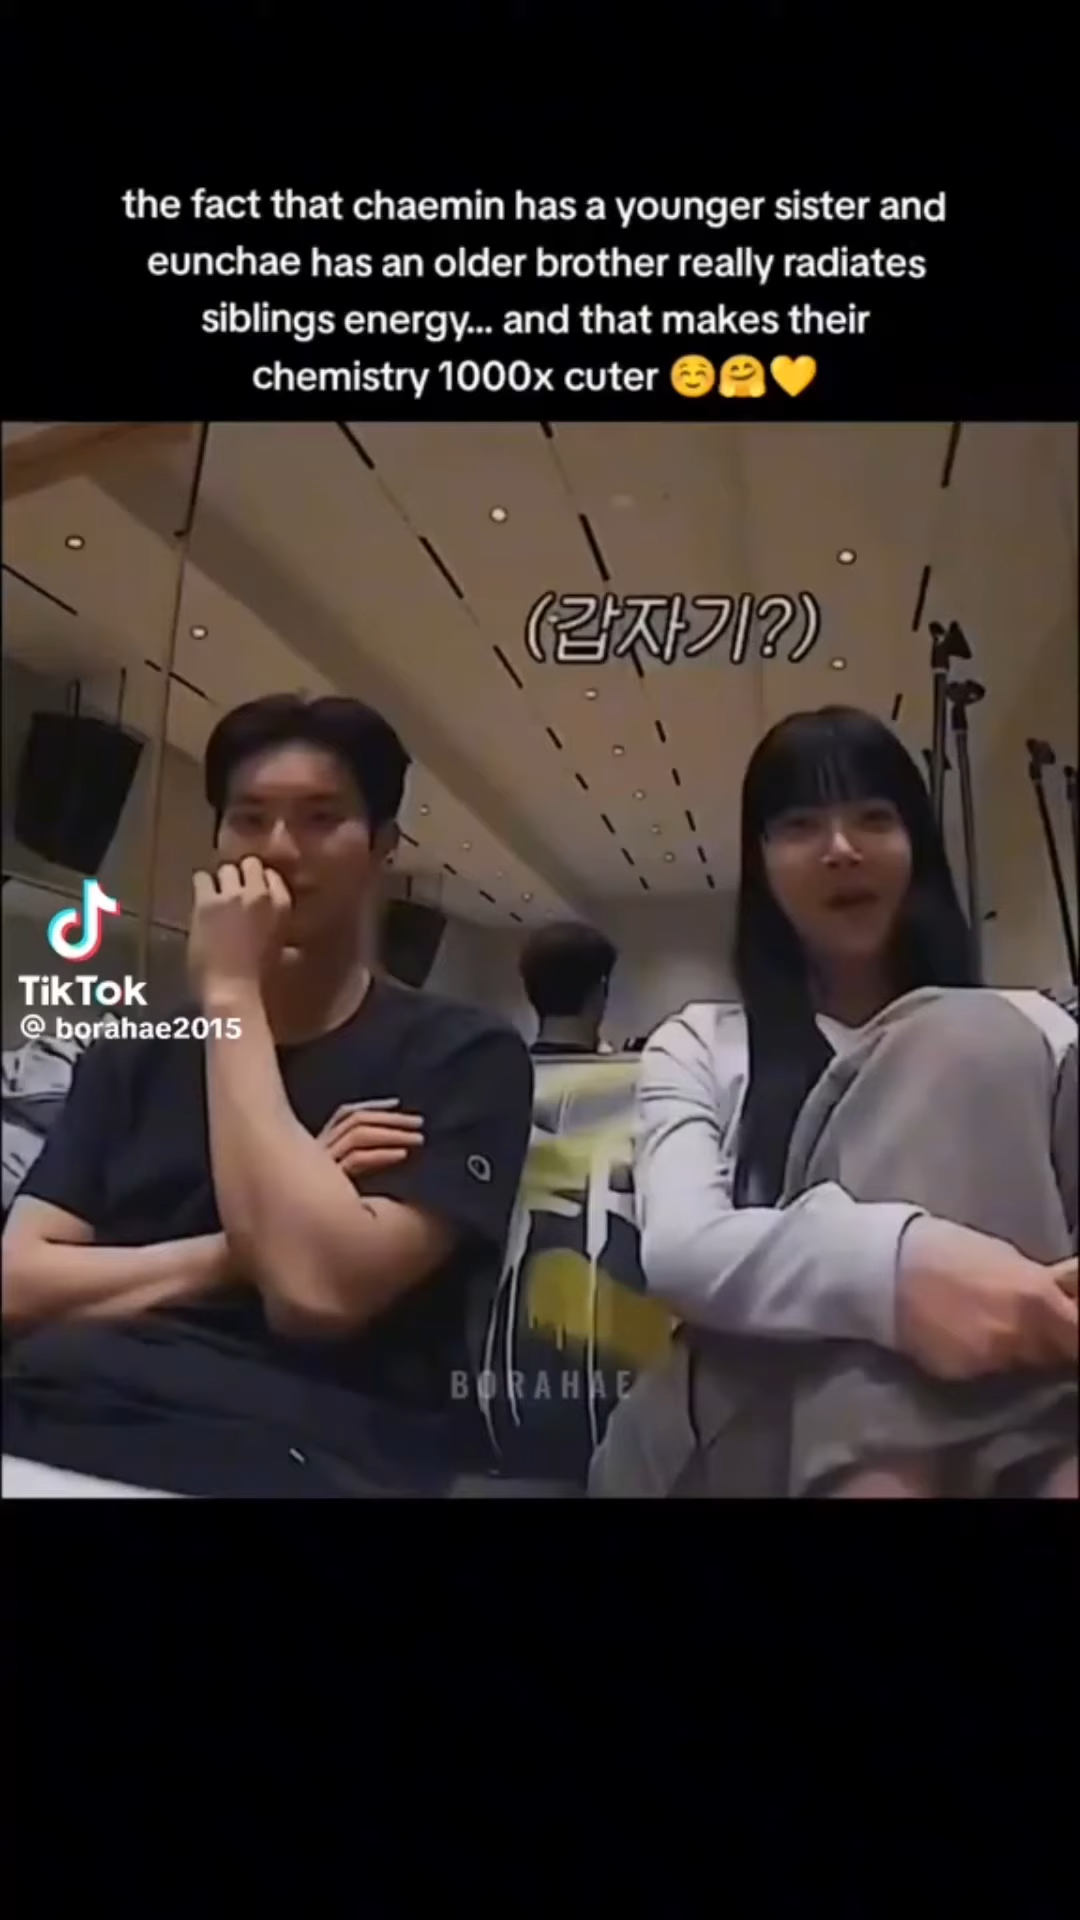 the fact that chaemin has a younger sister and
eunchae has an older brother really radiates
siblings energy... and that makes their
chemistry 1000x cuter ☺️🤗💛
(갑자기?)
TikTok
@ borahae2015
BORAHAE